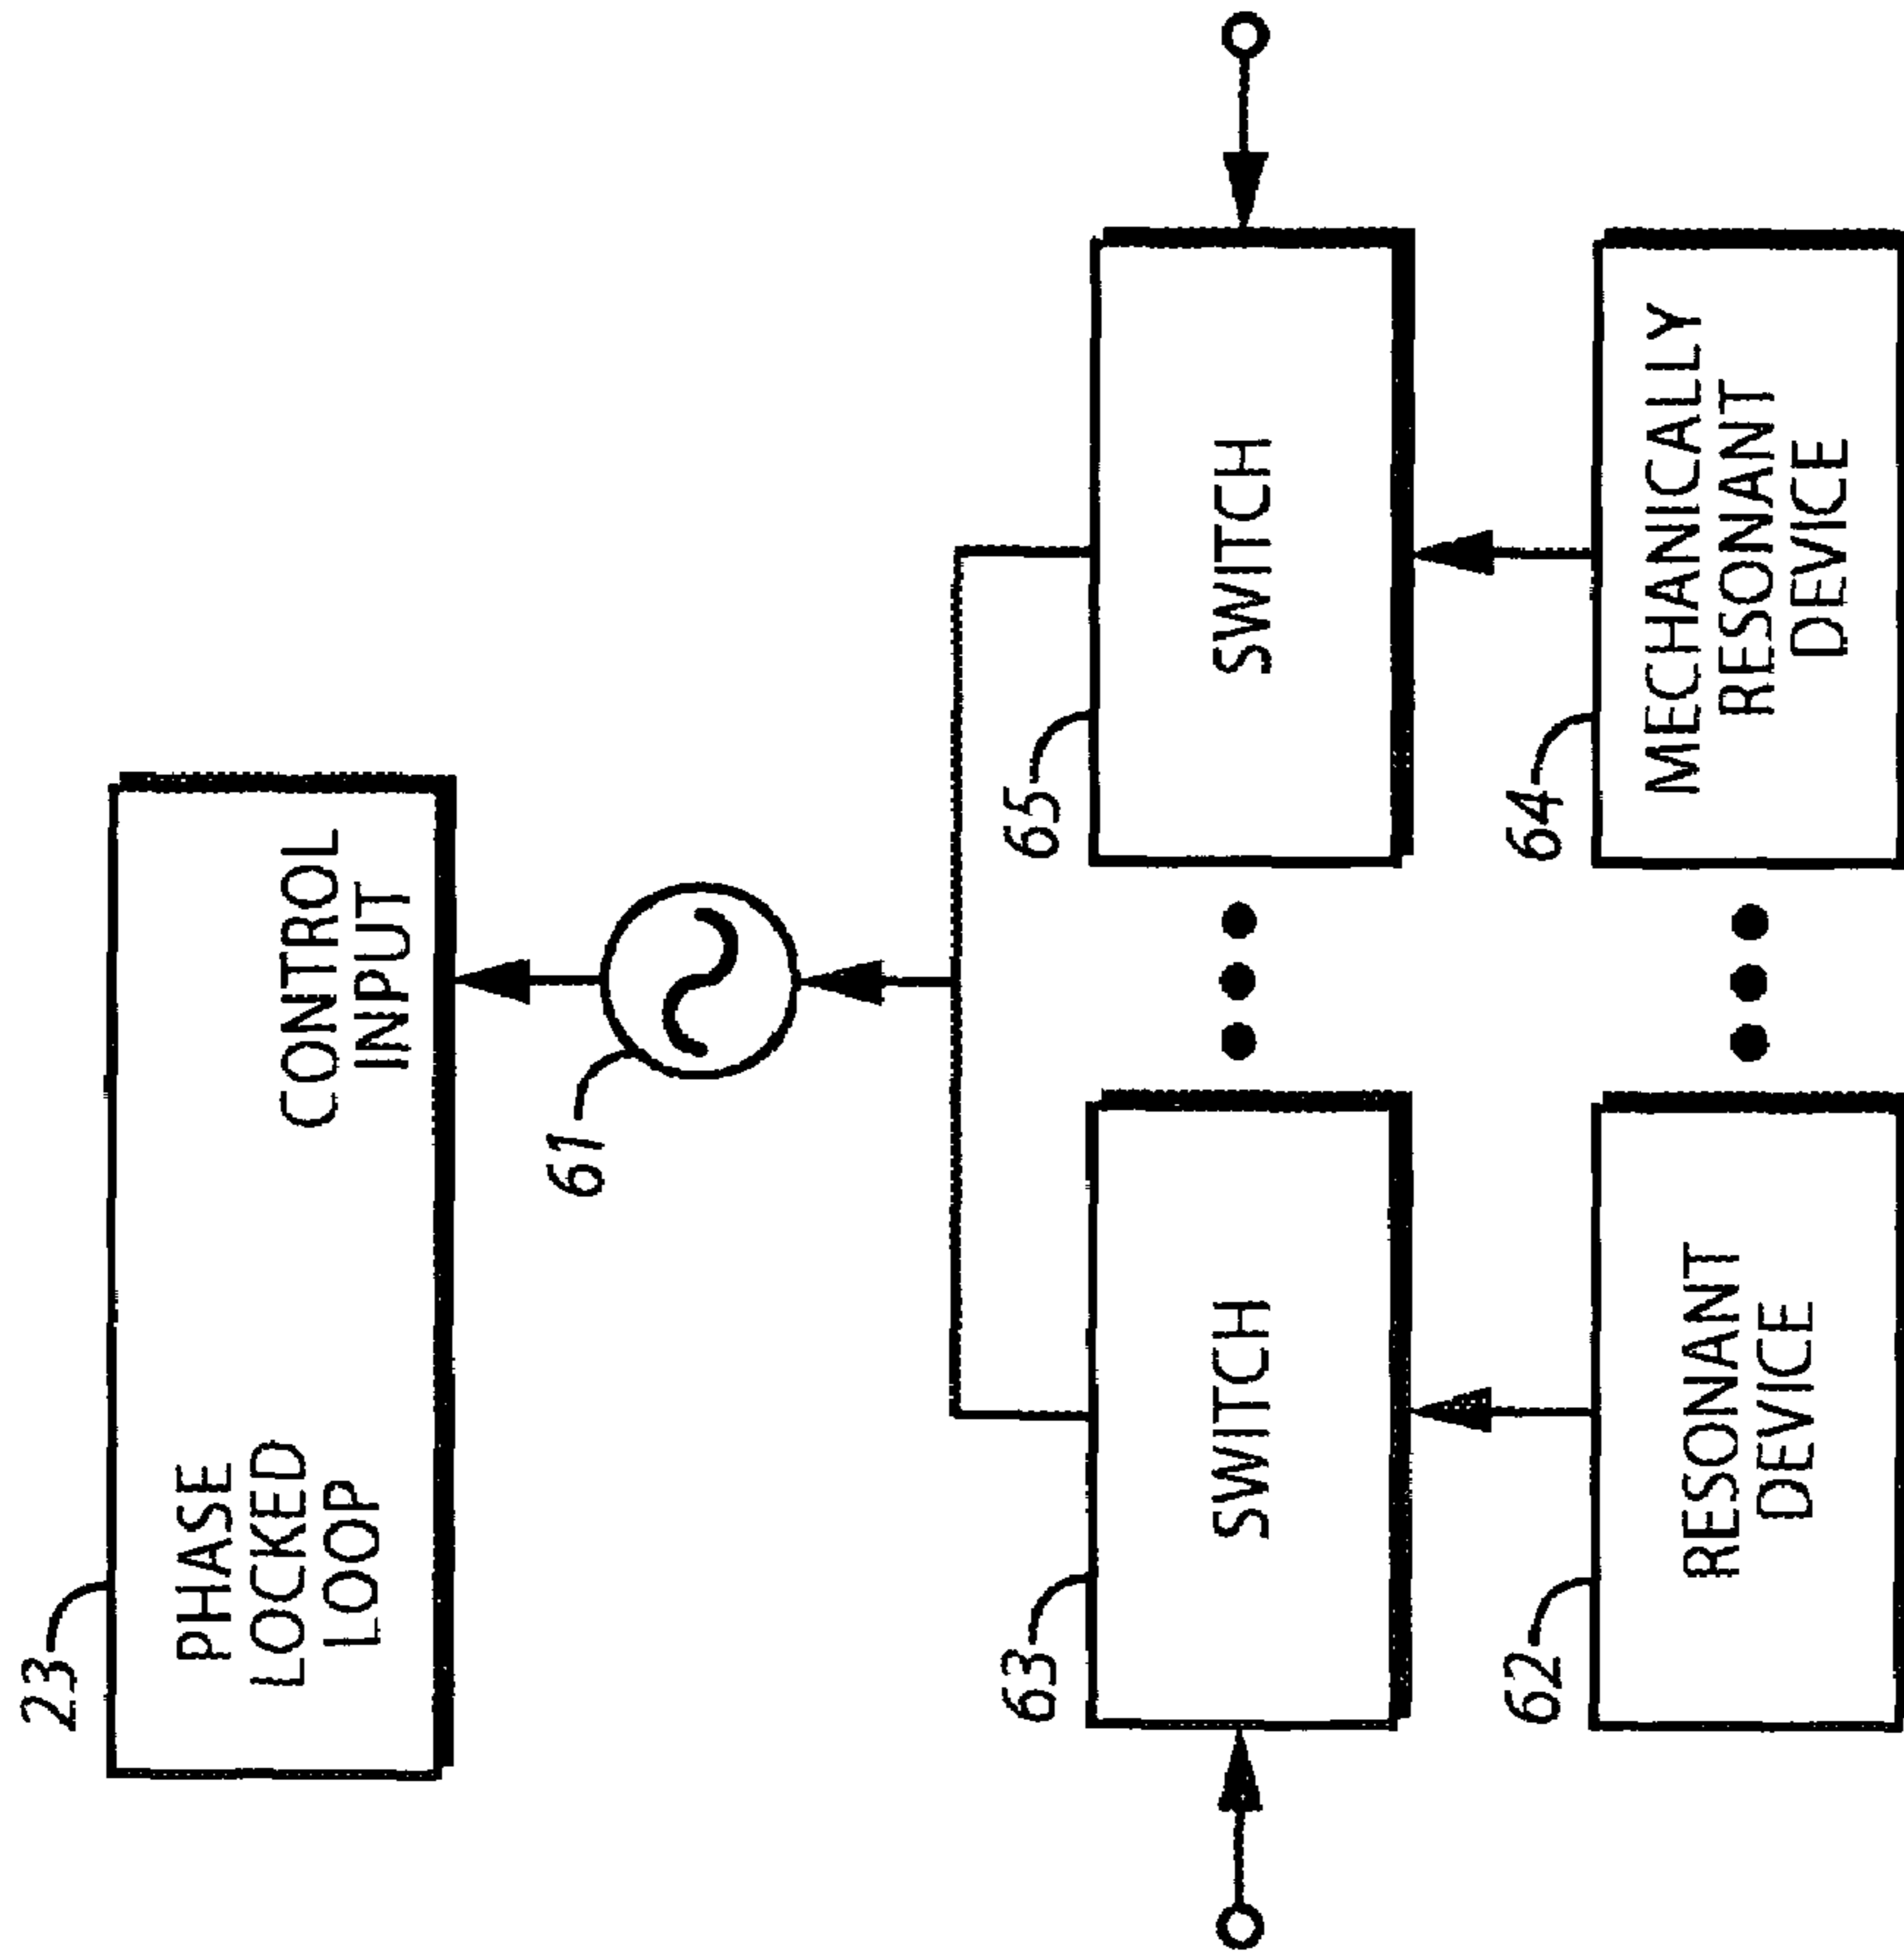 23
PHASE
LOCKED
LOOP
CONTROL
INPUT
61
63
SWITCH
65
SWITCH
62
RESONANT
DEVICE
64
MECHANICALLY
RESONANT
DEVICE